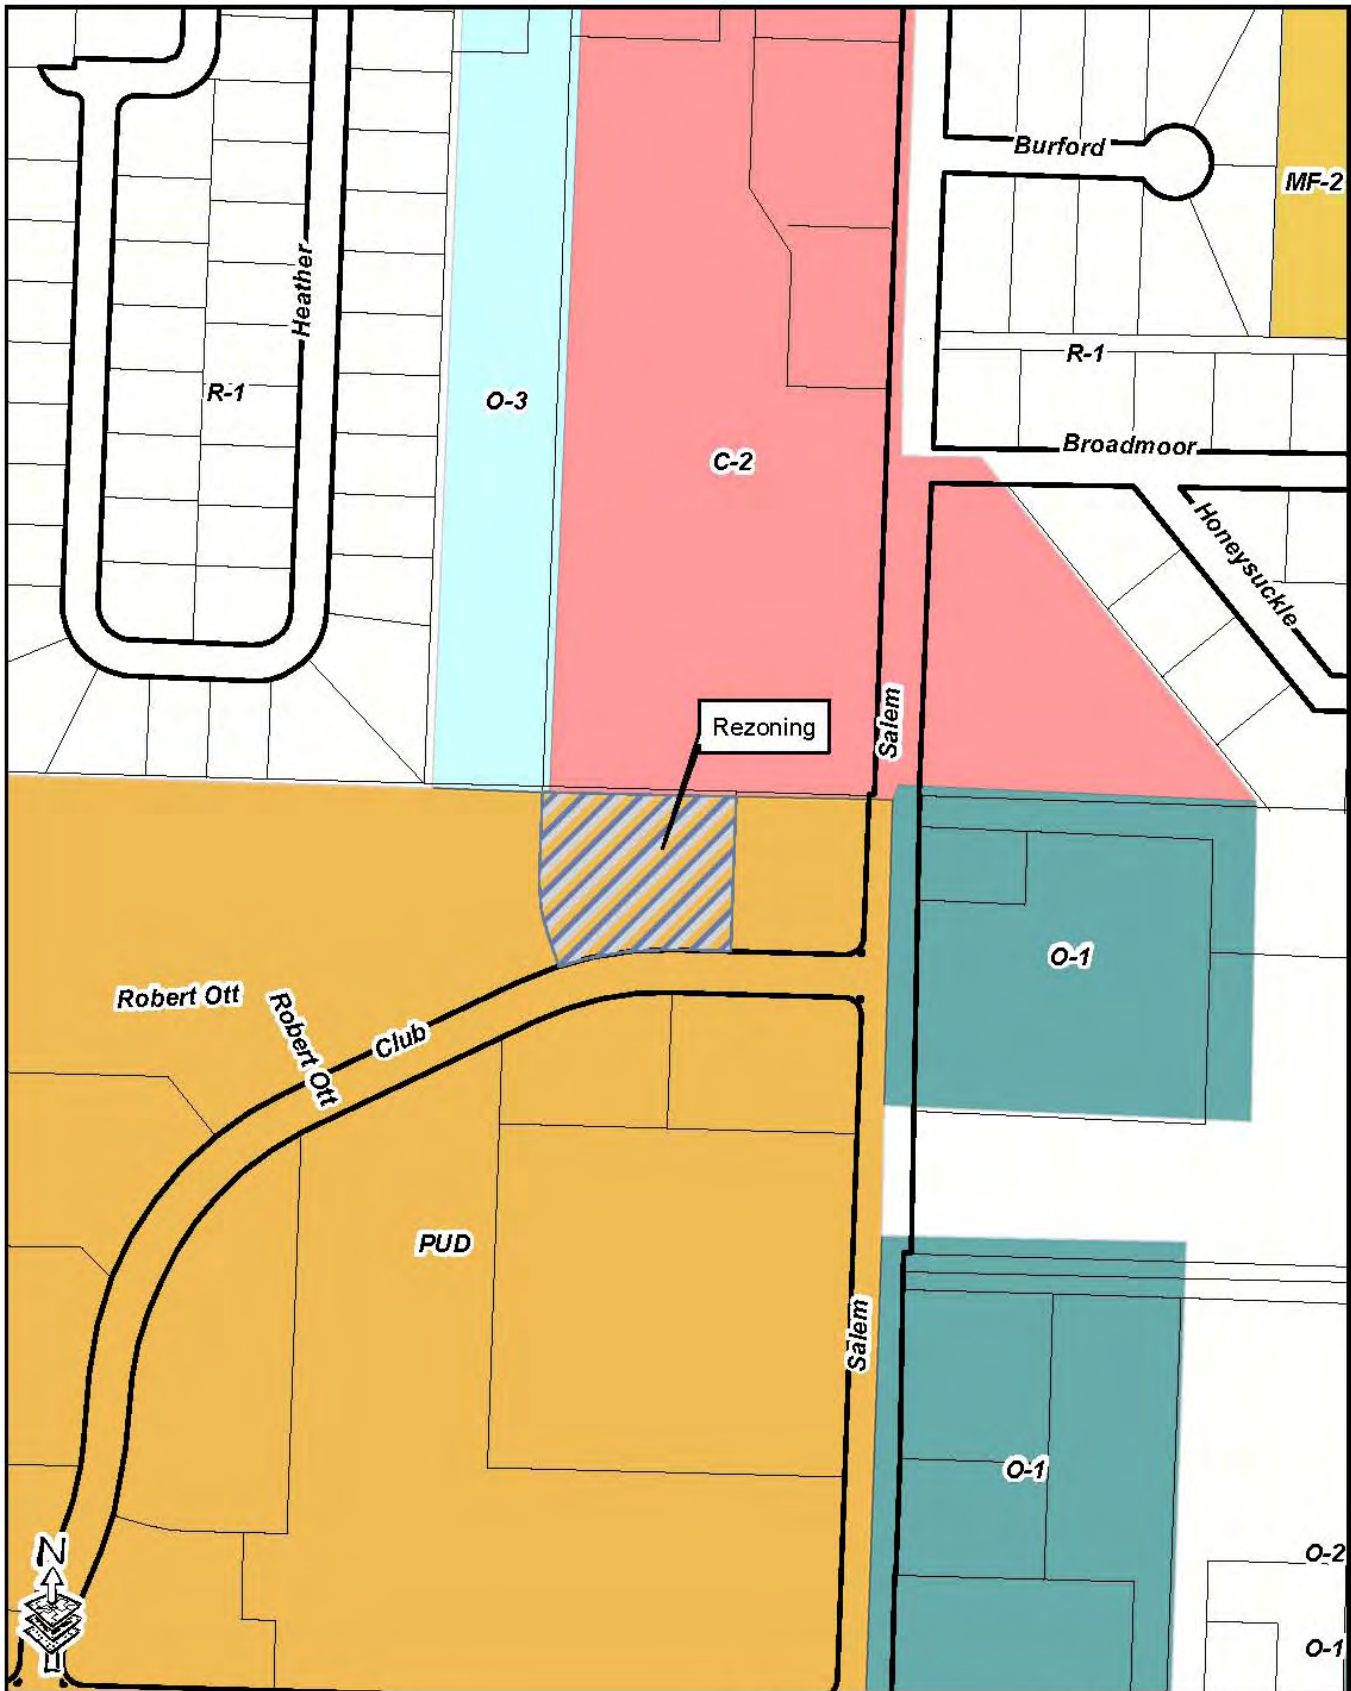 Burford
MF-2
Heather
R-1
R-1
O-3
Broadmoor
C-2
Honeysuckle
Salem
Rezoning
O-1
Robert Ott
Robert Ott
Club
PUD
Salem
O-1
N
O-2
O-1